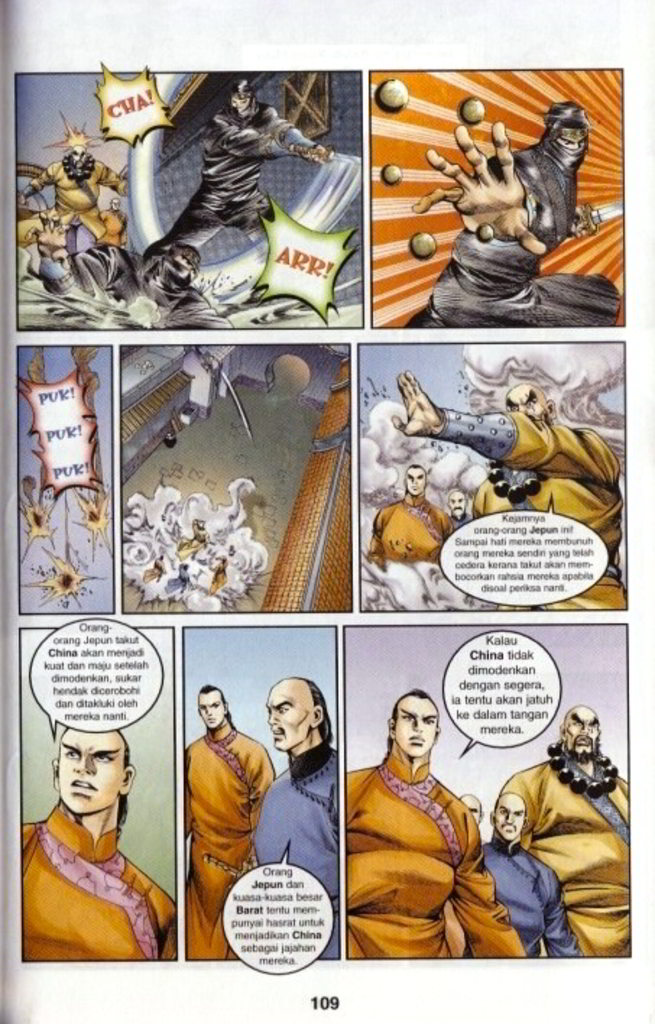 CHA!
ARR!
PUK!
PUK!
PUK!
Kejamnya
orang-orang Jepun ini!
Sampai hati mereka membunuh
orang mereka sendiri yang telah
cedera kerana takut akan mem-
bocorkan rahsia mereka apabila
disoal periksa nanti.
Orang-
orang Jepun takut
China akan menjadi
kuat dan maju setelah
dimodenkan, sukar
hendak dicerobohi
dan ditakluki oleh
mereka nanti.
Orang
Jepun dan
kuasa-kuasa besar
Barat tentu mem-
punyai hasrat untuk
menjadikan China
sebagai jajahan
mereka.
Kalau
China tidak
dimodenkan
dengan segera,
ia tentu akan jatuh
ke dalam tangan
mereka.
109